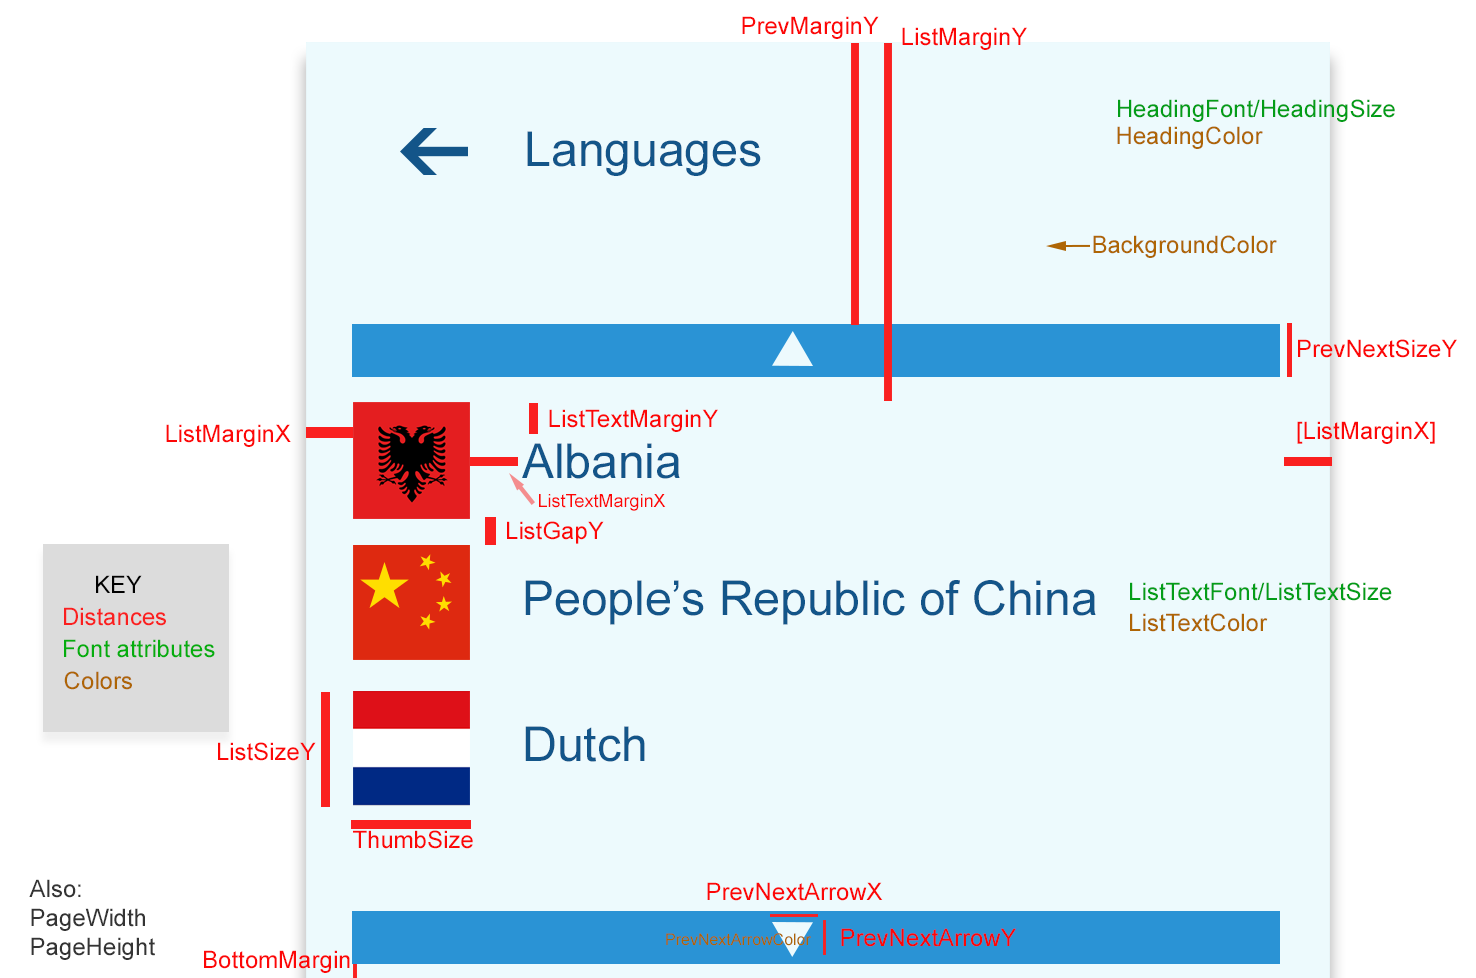 PrevMarginY
ListMarginY
HeadingFont/HeadingSize
HeadingColor
Languages
BackgroundColor
PrevNextSizeY
ListMarginX
ListTextMarginY
[ListMarginX]
Albania
ListTextMarginX
ListGapY
KEY
Distances
Font attributes
Colors
People’s Republic of China
ListTextFont/ListTextSize
ListTextColor
ListSizeY
Dutch
ThumbSize
Also:
PageWidth
PageHeight
PrevNextArrowX
PrevNextArrowColor
PrevNextArrowY
BottomMargin